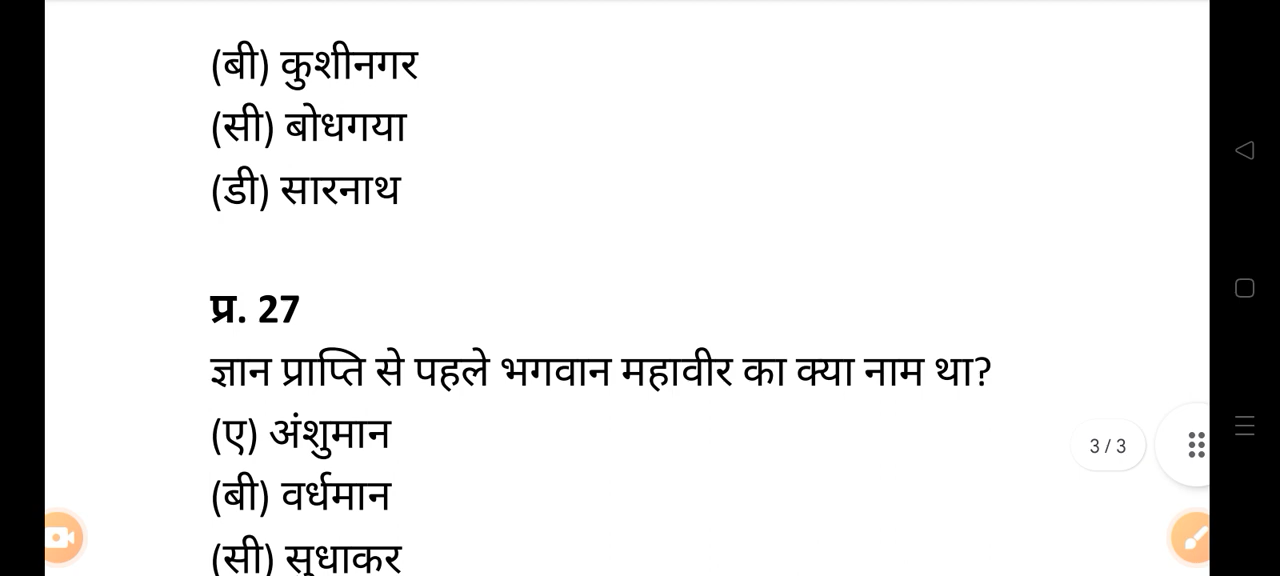 (बी) कुशीनगर
(सी) बोधगया
(डी) सारनाथ
प्र. 27
ज्ञान प्राप्ति से पहले भगवान महावीर का क्या नाम था?
(ए) अंशुमान
3 / 3
(बी) वर्धमान
(सी) सुधाकर